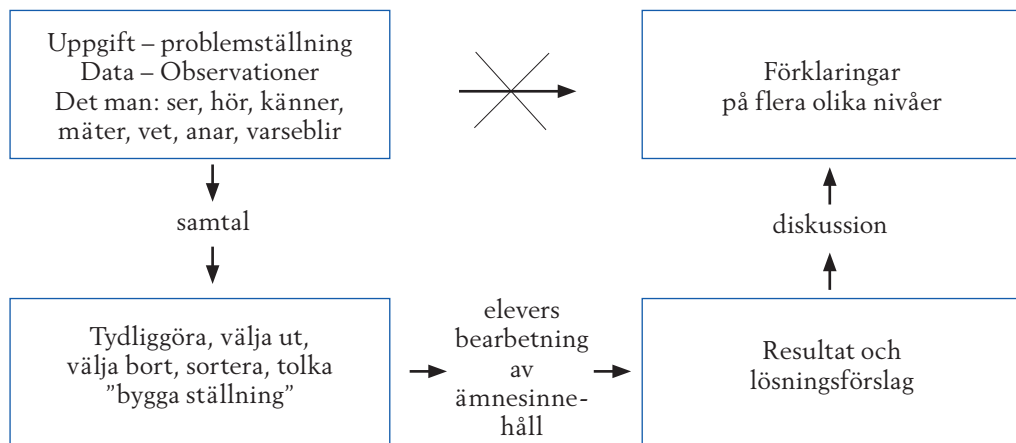 Uppgift – problemställning
Data – Observationer
Det man: ser, hör, känner,
mäter, vet, anar, varseblir
Förklaringar
på flera olika nivåer
samtal
diskussion
Tydliggöra, välja ut,
välja bort, sortera, tolka
”bygga ställning”
elevers
bearbetning
av
ämnesinne-
håll
Resultat och
lösningsförslag